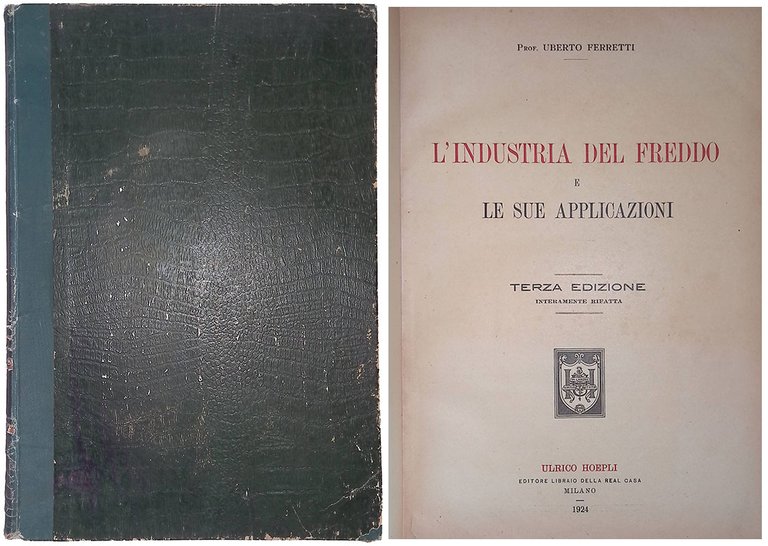 Prof. UBERTO FERRETTI
L'INDUSTRIA DEL FREDDO
E
LE SUE APPLICAZIONI
TERZA EDIZIONE
INTERAMENTE RIFATTA
ULRICO HOEPLI
EDITORE LIBRAIO DELLA REAL CASA
MILANO
1924